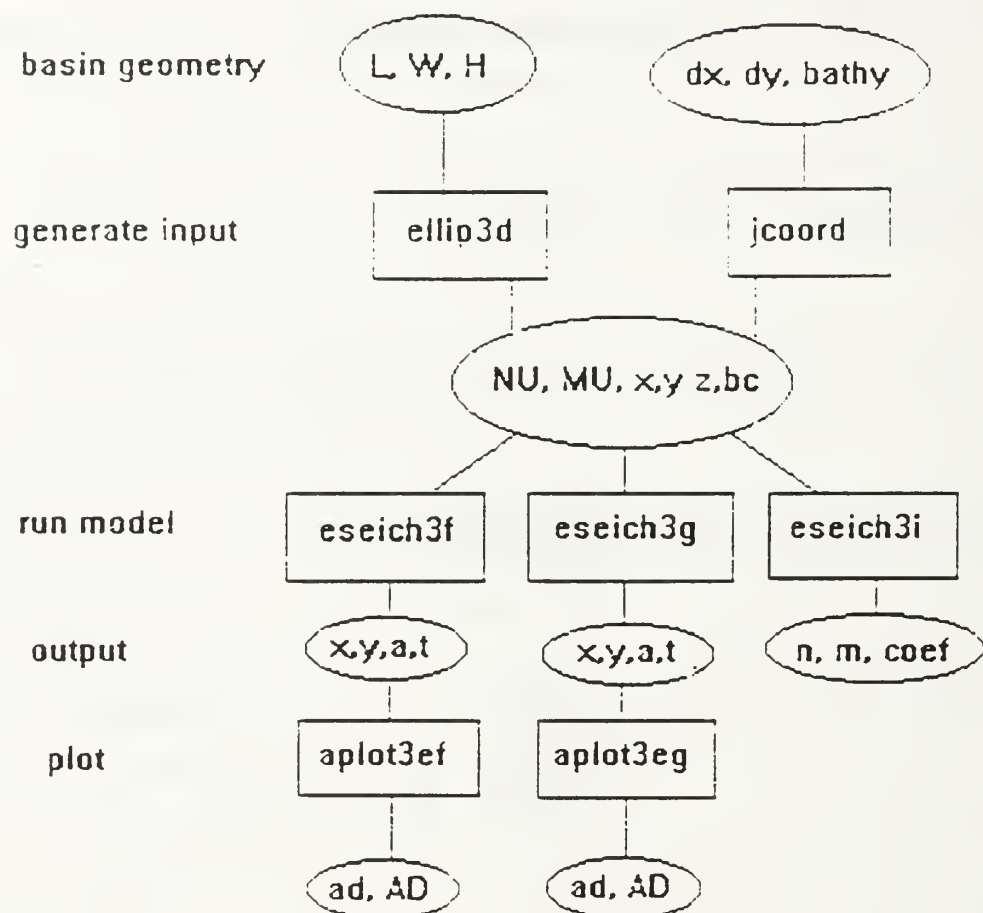 basin geometry
L, W, H
dx, dy, bathy
generate input
ellip3d
jcoord
NU, MU, x,y z,bc
run model
eseich3f
eseich3g
eseich3i
output
x,y,a,t
x,y,a,t
n, m, coef
plot
aplot3ef
aplot3eg
ad, AD
ad, AD